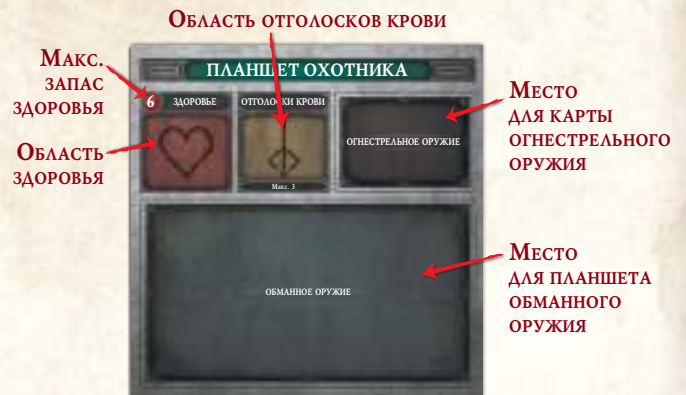 Область отголосков крови
Макс.
запас
здоровья
Область
здоровья
ПЛАНШЕТ ОХОТНИКА
6 ЗДОРОВЬЕ
ОТГОЛОСКИ КРОВИ
Макс. 3
ОГНЕСТРЕЛЬНОЕ ОРУЖИЕ
ОБМАННОЕ ОРУЖИЕ
Место
для карты
огнестрельного
оружия
Место
для планшета
обманного
оружия